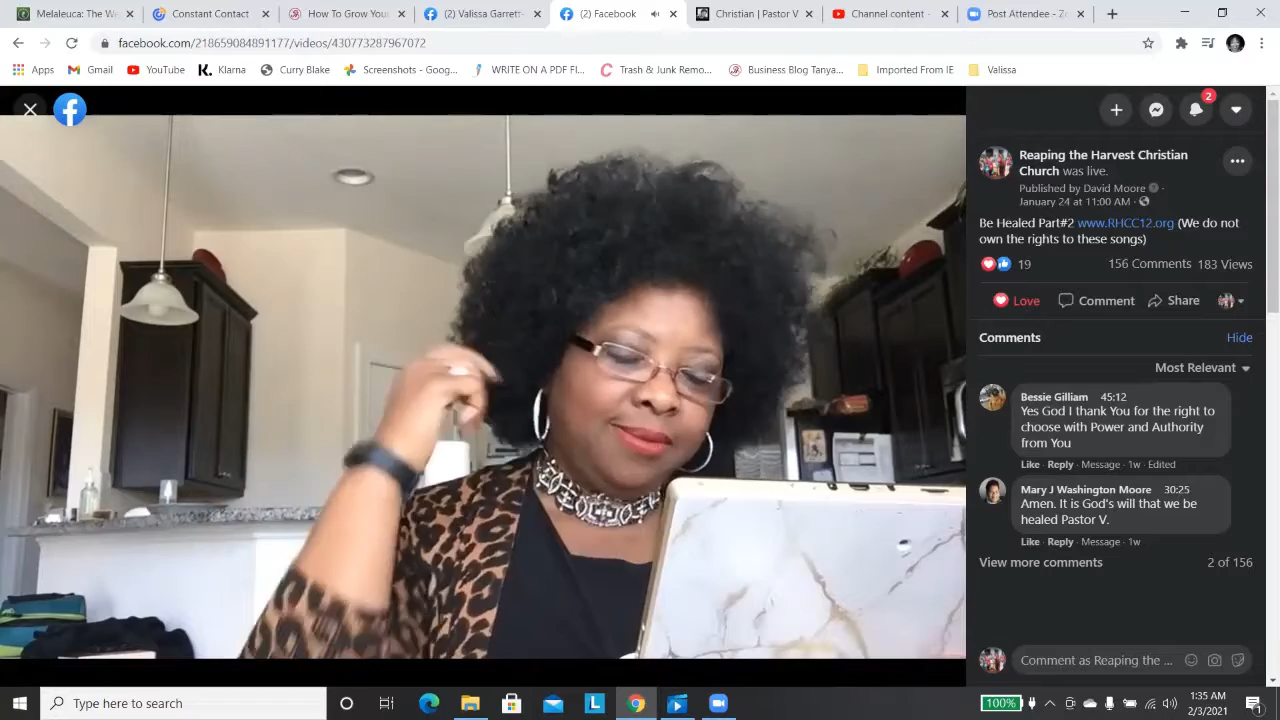 Melaleuca: The We
Constant Contact
How To Grow You
(2) Valissa Garrett-
(2) Facebook
Christian | Pastor V
Channel content -
Post Attendee - Z
facebook.com/218659084891177/videos/430773287967072
Apps
Gmail
YouTube
K.
Klarna
Curry Blake
Screenshots - Goog...
WRITE ON A PDF Fl...
Trash & Junk Remo...
Business Blog Tanya...
Imported From IE
Valissa
2
Reaping the Harvest Christian
Church was live.
Published by David Moore
January 24 at 11:00 AM ·
Be Healed Part#2 www.RHCC12.org (We do not
own the rights to these songs)
19
156 Comments 183 Views
Love
Comment
Share
Comments
Hide
Most Relevant
Bessie Gilliam 45:12
Yes God I thank You for the right to
choose with Power and Authority
from You
Like · Reply · Message · 1w · Edited
Mary J Washington Moore 30:25
Amen. It is God's will that we be
healed Pastor V.
Like · Reply · Message · 1w
View more comments
2 of 156
Comment as Reaping the ...
Type here to search
L
100%
1:35 AM
2/3/2021
1